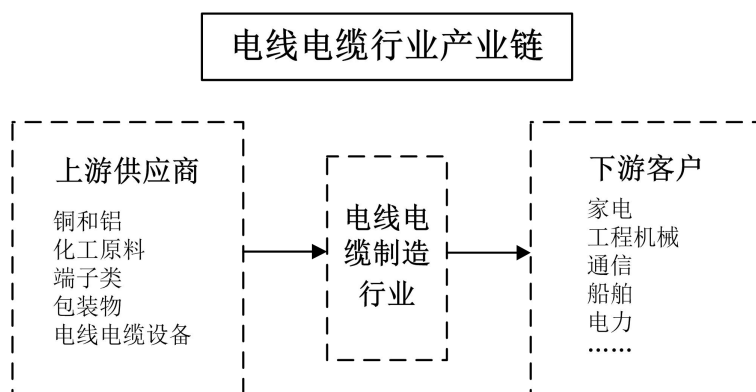 电线电缆行业产业链
上游供应商
铜和铝
化工原料
端子类
包装物
电线电缆设备
电线电
缆制造
行业
下游客户
家电
工程机械
通信
船舶
电力
……